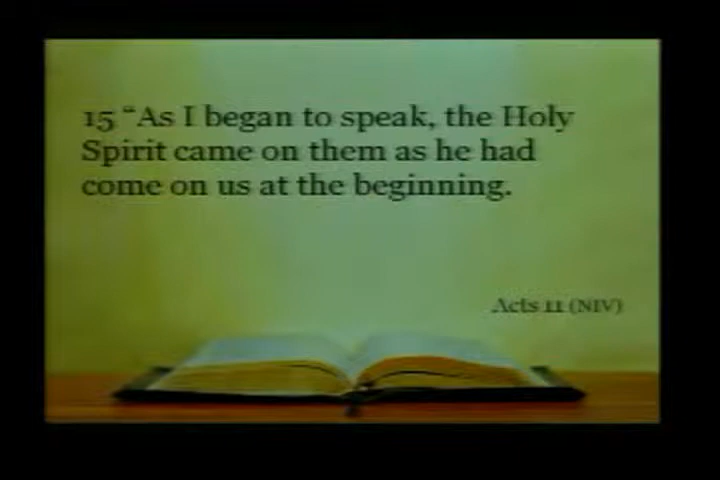 15 “As I began to speak, the Holy
Spirit came on them as he had
come on us at the beginning.
Acts 11 (NIV)